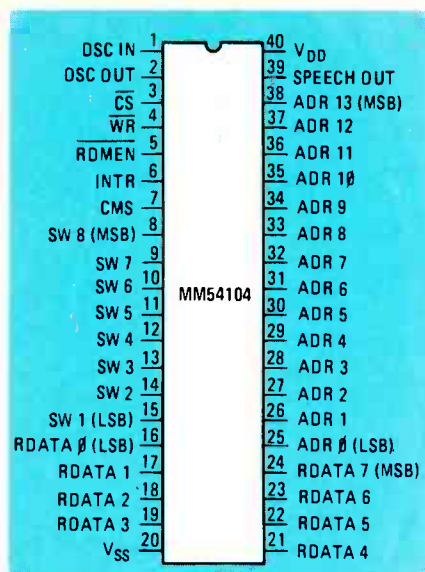 OSC IN 1 40 VDD
OSC OUT 2 39 SPEECH OUT
CS 3 38 ADR 13 (MSB)
WR 4 37 ADR 12
RDMEN 5 36 ADR 11
INTR 6 35 ADR 10
CMS 7 34 ADR 9
SW 8 (MSB) 8 33 ADR 8
SW 7 9 32 ADR 7
SW 6 10 31 ADR 6
MM54104
SW 5 11 30 ADR 5
SW 4 12 29 ADR 4
SW 3 13 28 ADR 3
SW 2 14 27 ADR 2
SW 1 (LSB) 15 26 ADR 1
RDATA 0 (LSB) 16 25 ADR 0 (LSB)
RDATA 1 17 24 RDATA 7 (MSB)
RDATA 2 18 23 RDATA 6
RDATA 3 19 22 RDATA 5
VSS 20 21 RDATA 4